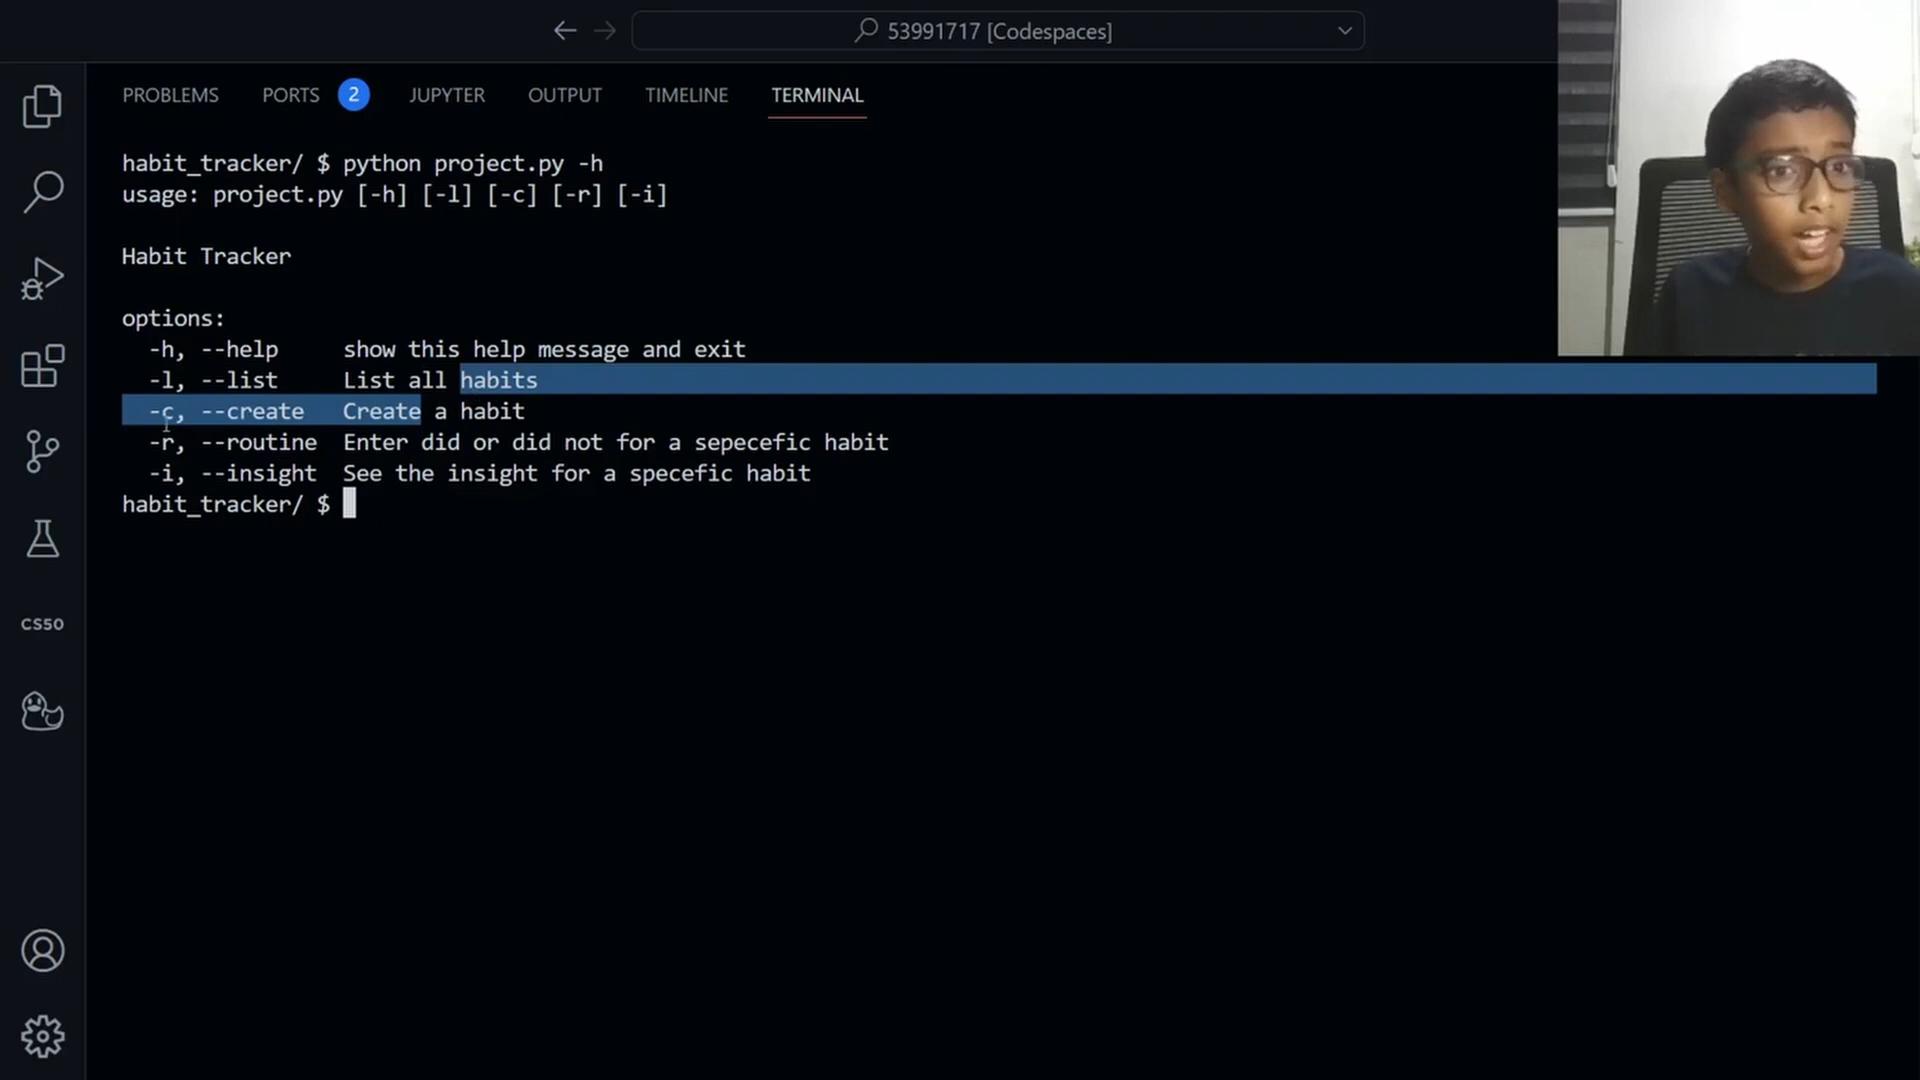 53991717 [Codespaces]
PROBLEMS PORTS 2 JUPYTER OUTPUT TIMELINE TERMINAL
habit_tracker/ $ python project.py -h
usage: project.py [-h] [-l] [-c] [-r] [-i]
Habit Tracker
options:
-h, --help show this help message and exit
-l, --list List all habits
-c, --create Create a habit
-r, --routine Enter did or did not for a sepecefic habit
-i, --insight See the insight for a specefic habit
habit_tracker/ $
CS50